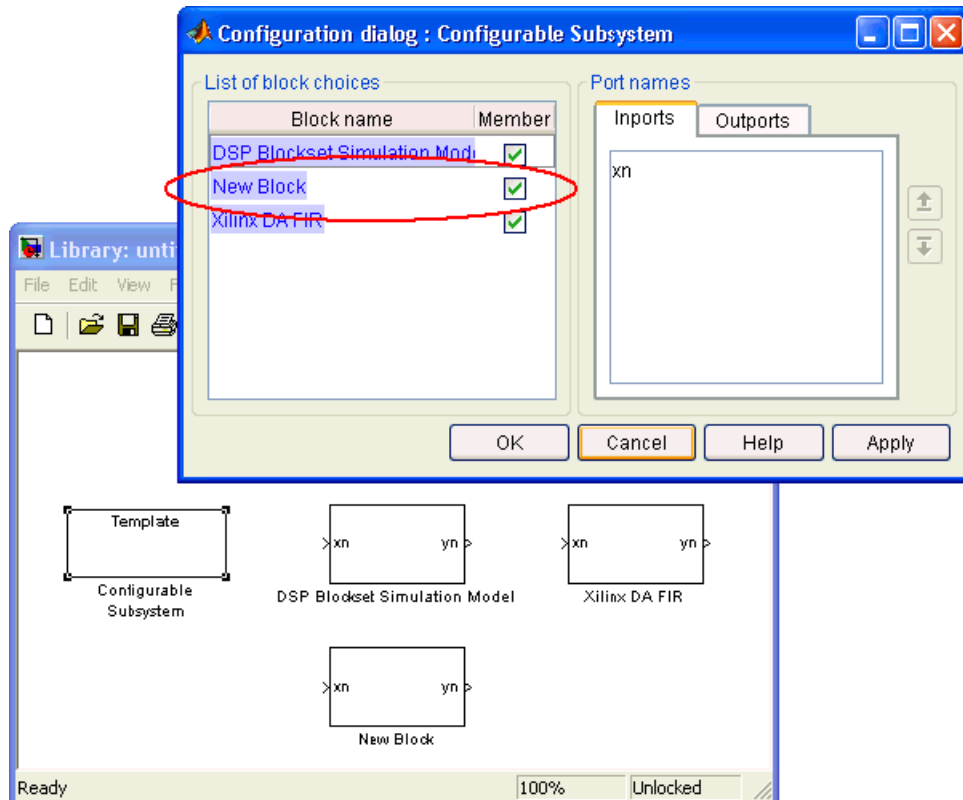 Configuration dialog : Configurable Subsystem
List of block choices
Block name Member
DSP Blockset Simulation Mod
New Block
Xilinx DA FIR
Port names
Inports Outports
xn
OK Cancel Help Apply
Library: unti
File Edit View F
Template
Configurable
Subsystem
xn yn
DSP Blockset Simulation Model
xn yn
Xilinx DA FIR
xn yn
New Block
Ready 100% Unlocked